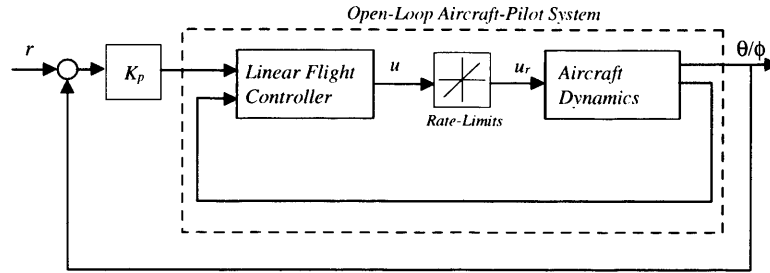 Open-Loop Aircraft-Pilot System
r
K_p
Linear Flight
Controller
u
Rate-Limits
u_r
Aircraft
Dynamics
θ/ϕ